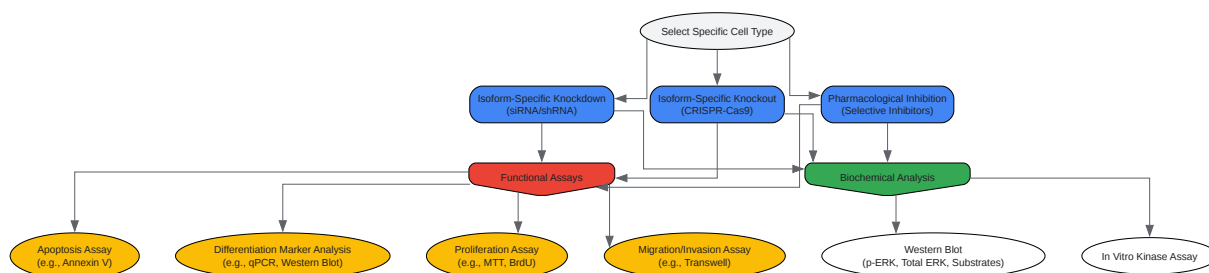 Select Specific Cell Type
Isoform-Specific Knockdown
(siRNA/shRNA)
Isoform-Specific Knockout
(CRISPR-Cas9)
Pharmacological Inhibition
(Selective Inhibitors)
Functional Assays
Biochemical Analysis
Apoptosis Assay
(e.g., Annexin V)
Differentiation Marker Analysis
(e.g., qPCR, Western Blot)
Proliferation Assay
(e.g., MTT, BrdU)
Migration/Invasion Assay
(e.g., Transwell)
Western Blot
(p-ERK, Total ERK, Substrates)
In Vitro Kinase Assay